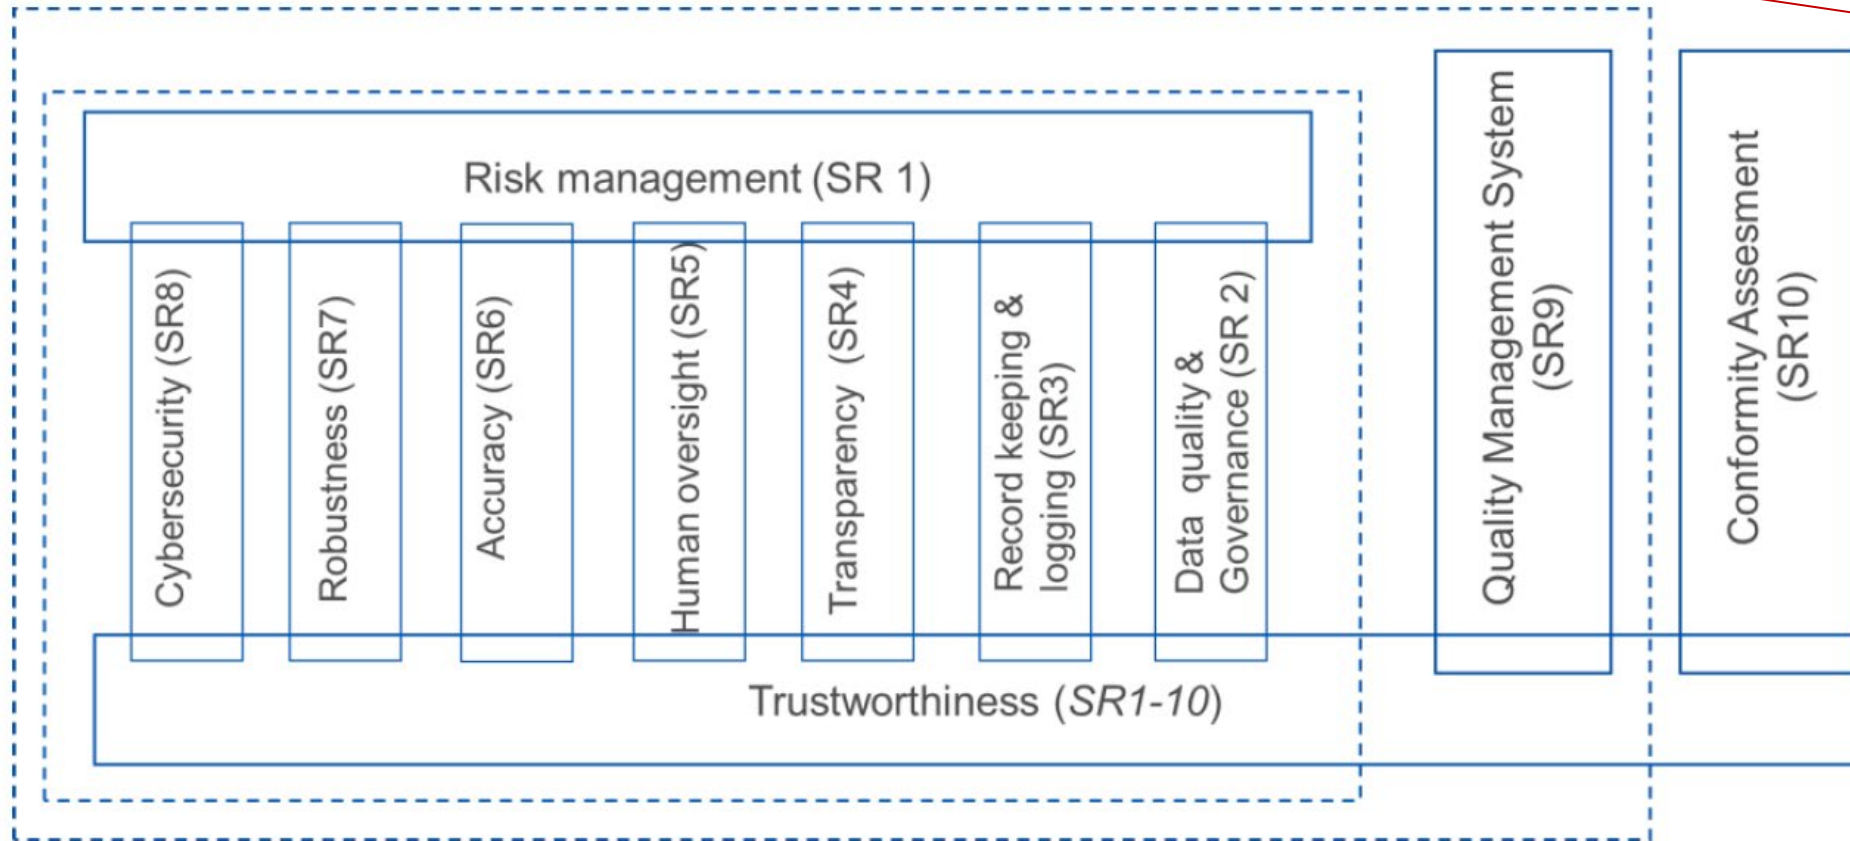 Risk management (SR 1)
Cybersecurity (SR8)
Robustness (SR7)
Accuracy (SR6)
Human oversight (SR5)
Transparency (SR4)
Record keeping &
logging (SR3)
Data quality &
Governance (SR 2)
Quality Management System
(SR9)
Conformity Assesment
(SR10)
Trustworthiness (SR1-10)